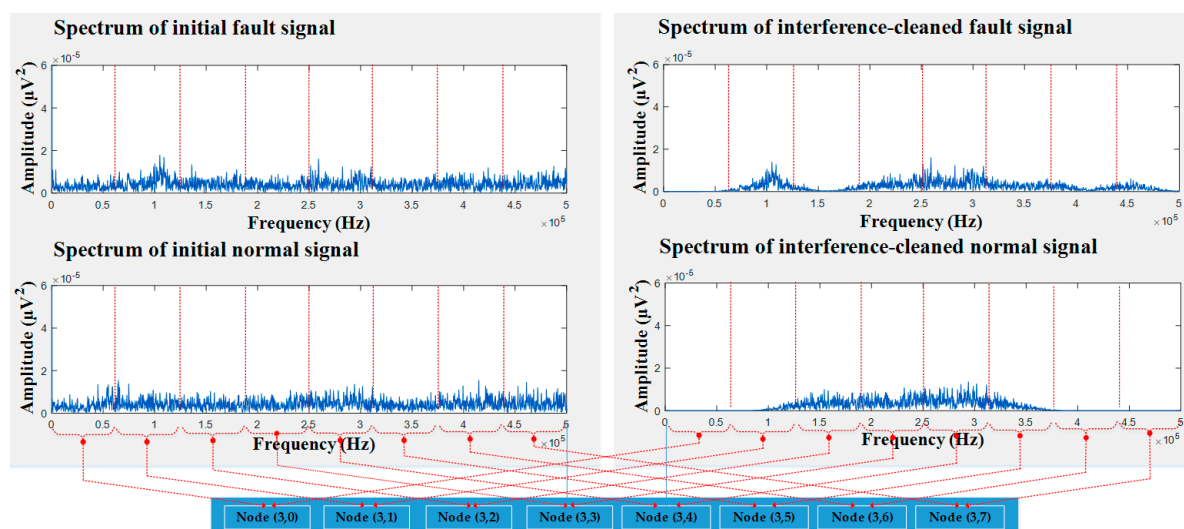 Spectrum of initial fault signal
×10⁻⁵
6
4
2
0
Amplitude (µV²)
0 0.5 1 1.5 2 2.5 3 3.5 4 4.5 5
Frequency (Hz)
×10⁵
Spectrum of interference-cleaned fault signal
×10⁻⁵
6
4
2
0
Amplitude (µV²)
0 0.5 1 1.5 2 2.5 3 3.5 4 4.5 5
Frequency (Hz)
×10⁵
Spectrum of initial normal signal
×10⁻⁵
6
4
2
0
Amplitude (µV²)
0 0.5 1 1.5 2 2.5 3 3.5 4 4.5 5
Frequency (Hz)
×10⁵
Spectrum of interference-cleaned normal signal
×10⁻⁵
6
4
2
0
Amplitude (µV²)
0 0.5 1 1.5 2 2.5 3 3.5 4 4.5 5
Frequency (Hz)
×10⁵
Node (3,0) Node (3,1) Node (3,2) Node (3,3) Node (3,4) Node (3,5) Node (3,6) Node (3,7)